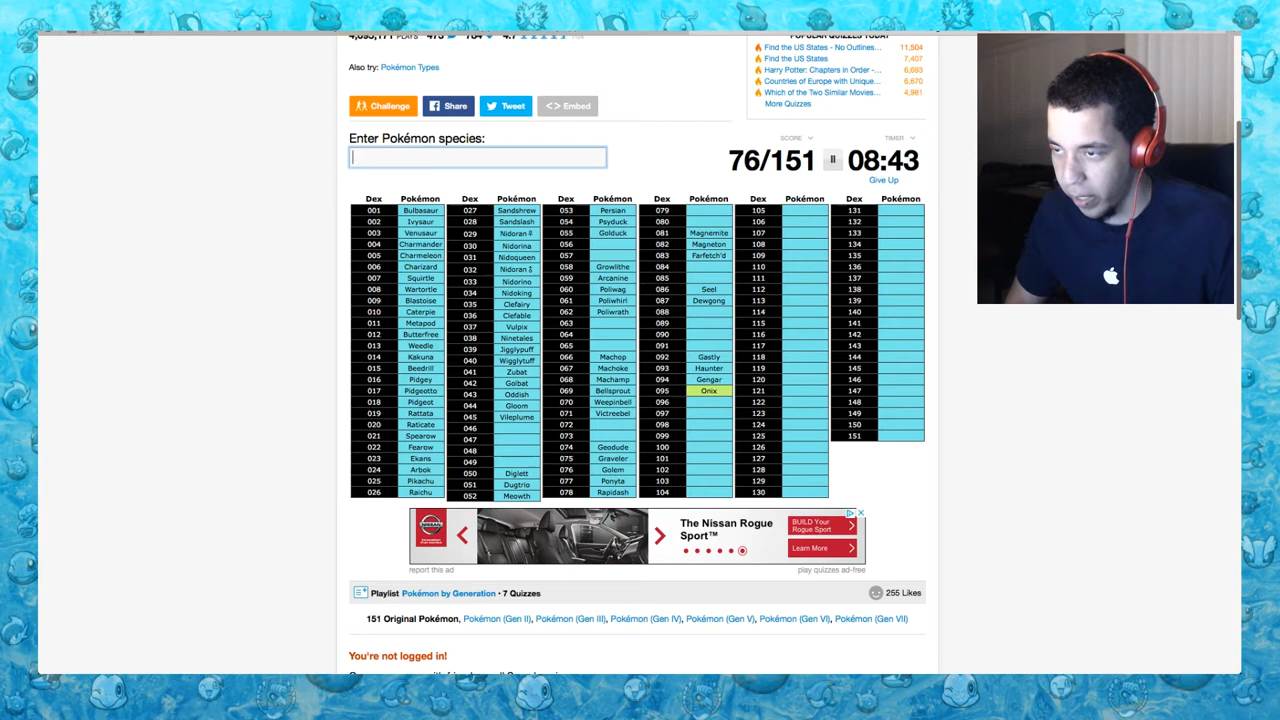 4,693,171 PLAYS 475 784 4.7
POPULAR QUIZZES TODAY
Find the US States - No Outlines... 11,504
Find the US States 7,407
Harry Potter: Chapters in Order -... 6,693
Countries of Europe with Unique... 6,670
Which of the Two Similar Movies... 4,981
More Quizzes
Also try: Pokémon Types
Challenge Share Tweet <> Embed
Enter Pokémon species:
SCORE TIMER
76/151 08:43
Give Up
Dex Pokémon Dex Pokémon Dex Pokémon Dex Pokémon Dex Pokémon Dex Pokémon
001 Bulbasaur 027 Sandshrew 053 Persian 079 105 131
002 Ivysaur 028 Sandslash 054 Psyduck 080 106 132
003 Venusaur 029 Nidoran♀ 055 Golduck 081 Magnemite 107 133
004 Charmander 030 Nidorina 056 082 Magneton 108 134
005 Charmeleon 031 Nidoqueen 057 083 Farfetch'd 109 135
006 Charizard 032 Nidoran♂ 058 Growlithe 084 110 136
007 Squirtle 033 Nidorino 059 Arcanine 085 111 137
008 Wartortle 034 Nidoking 060 Poliwag 086 Seel 112 138
009 Blastoise 035 Clefairy 061 Poliwhirl 087 Dewgong 113 139
010 Caterpie 036 Clefable 062 Poliwrath 088 114 140
011 Metapod 037 Vulpix 063 089 115 141
012 Butterfree 038 Ninetales 064 090 116 142
013 Weedle 039 Jigglypuff 065 091 117 143
014 Kakuna 040 Wigglytuff 066 Machop 092 Gastly 118 144
015 Beedrill 041 Zubat 067 Machoke 093 Haunter 119 145
016 Pidgey 042 Golbat 068 Machamp 094 Gengar 120 146
017 Pidgeotto 043 Oddish 069 Bellsprout 095 Onix 121 147
018 Pidgeot 044 Gloom 070 Weepinbell 096 122 148
019 Rattata 045 Vileplume 071 Victreebel 097 123 149
020 Raticate 046 072 098 124 150
021 Spearow 047 073 099 125 151
022 Fearow 048 074 Geodude 100 126
023 Ekans 049 075 Graveler 101 127
024 Arbok 050 Diglett 076 Golem 102 128
025 Pikachu 051 Dugtrio 077 Ponyta 103 129
026 Raichu 052 Meowth 078 Rapidash 104 130
NISSAN
The Nissan Rogue
Sport™
BUILD Your
Rogue Sport
Learn More
report this ad play quizzes ad-free
Playlist Pokémon by Generation • 7 Quizzes 255 Likes
151 Original Pokémon, Pokémon (Gen II), Pokémon (Gen III), Pokémon (Gen IV), Pokémon (Gen V), Pokémon (Gen VI), Pokémon (Gen VII)
You're not logged in!